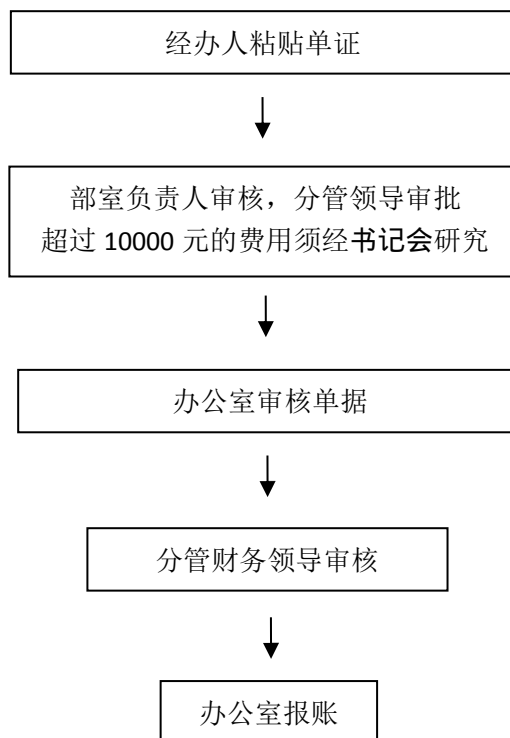 经办人粘贴单证
部室负责人审核，分管领导审批
超过 10000 元的费用须经书记会研究
办公室审核单据
分管财务领导审核
办公室报账